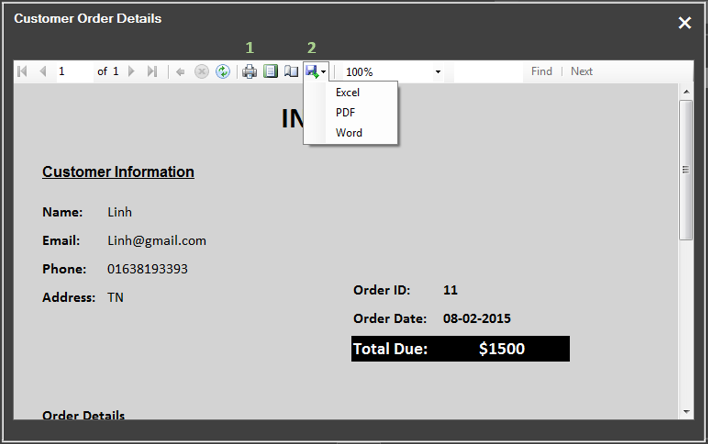 Customer Order Details
1 2
1 of 1 100% Find | Next
Excel
PDF
Word
IN
Customer Information
Name: Linh
Email: Linh@gmail.com
Phone: 01638193393
Address: TN
Order ID: 11
Order Date: 08-02-2015
Total Due: $1500
Order Details